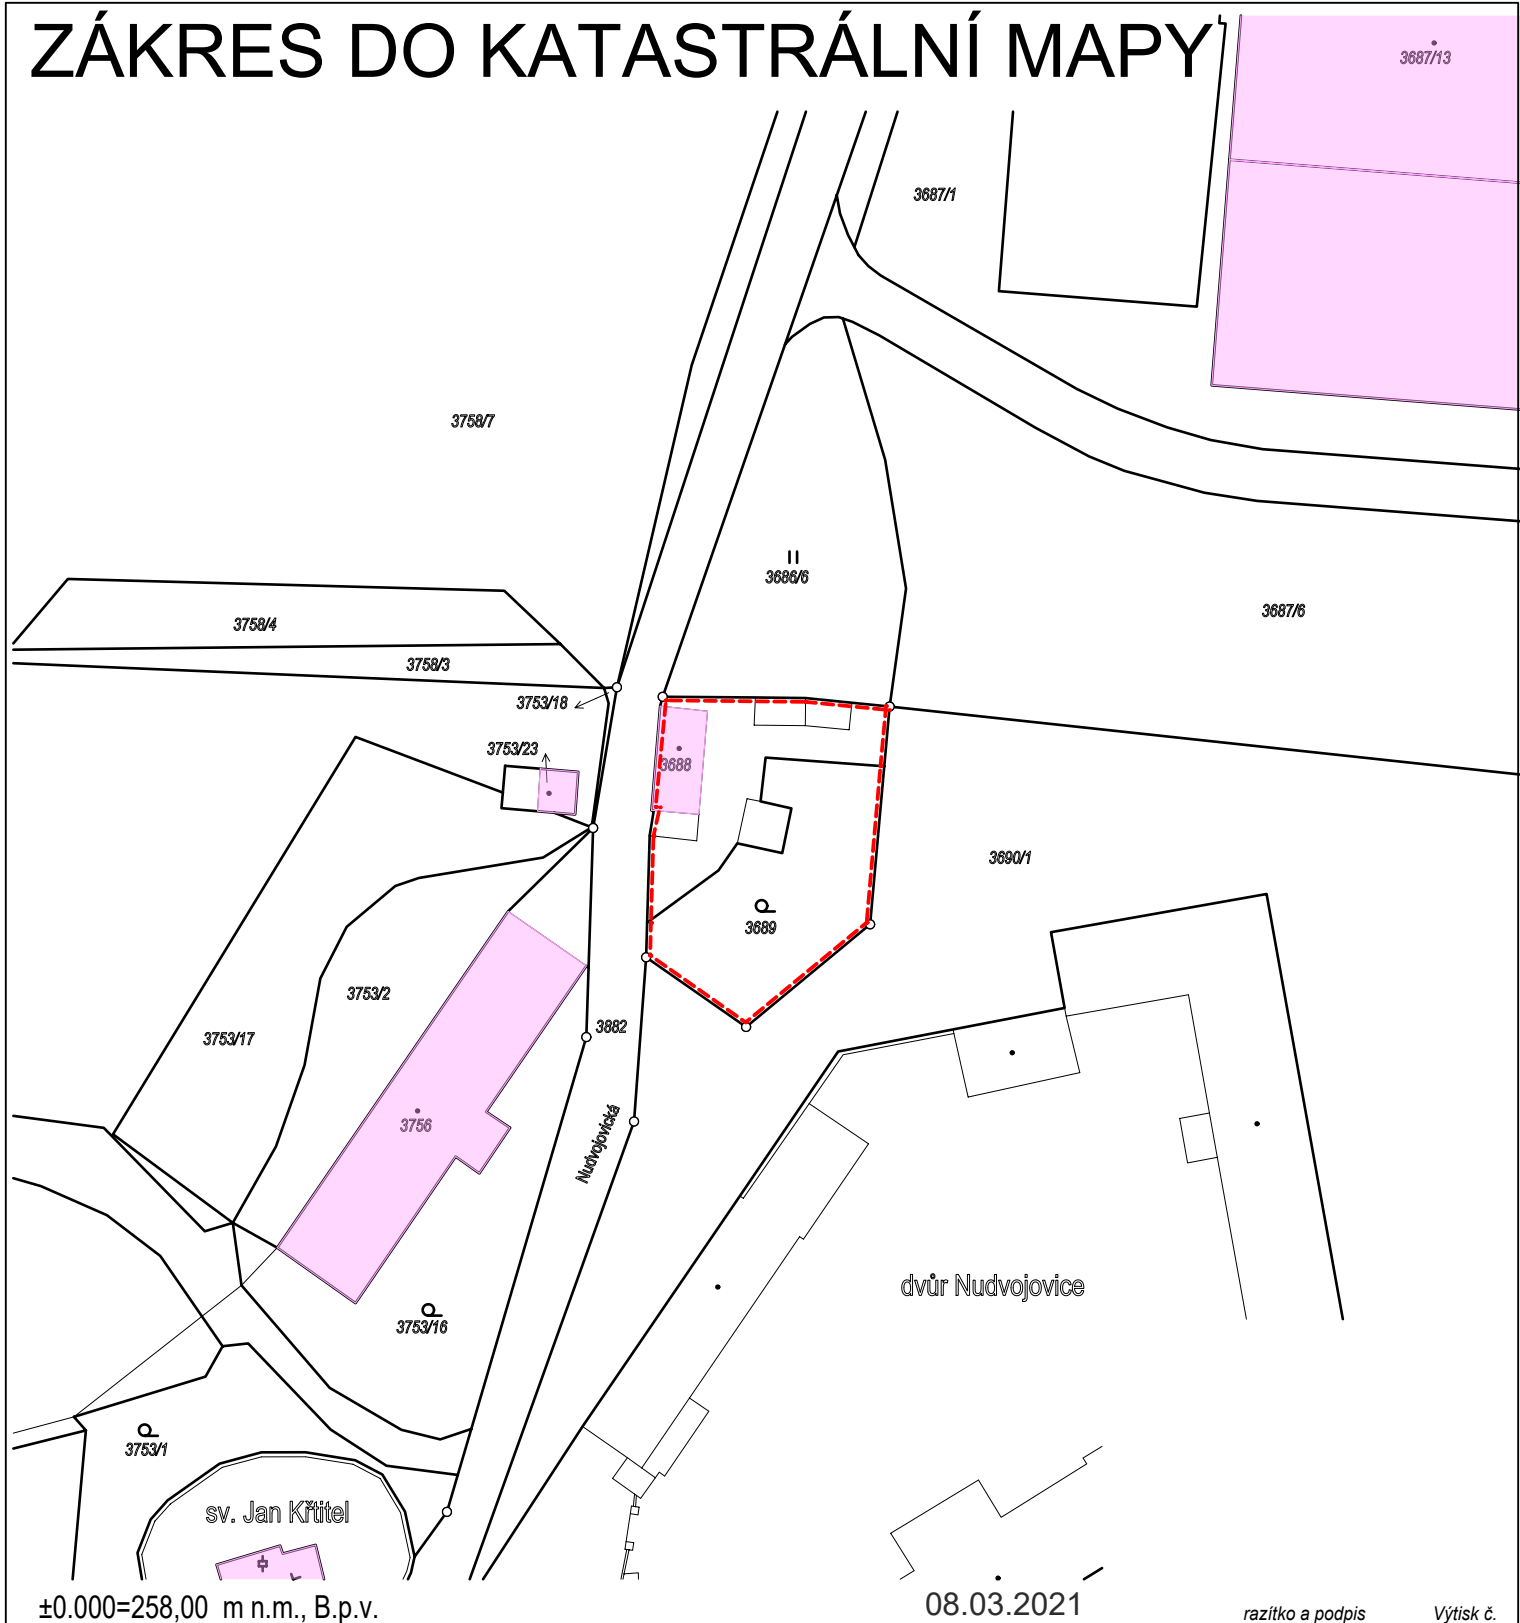 ZÁKRES DO KATASTRÁLNÍ MAPY
3687/13
3687/1
3758/7
3686/6
3687/6
3758/4
3758/3
3753/18
3753/23
3688
3690/1
3689
3753/2
3882
3753/17
3756
Nudvojovická
dvůr Nudvojovice
3753/16
3753/1
sv. Jan Křtitel
±0.000=258,00 m n.m., B.p.v.
08.03.2021
razítko a podpis
Výtisk č.